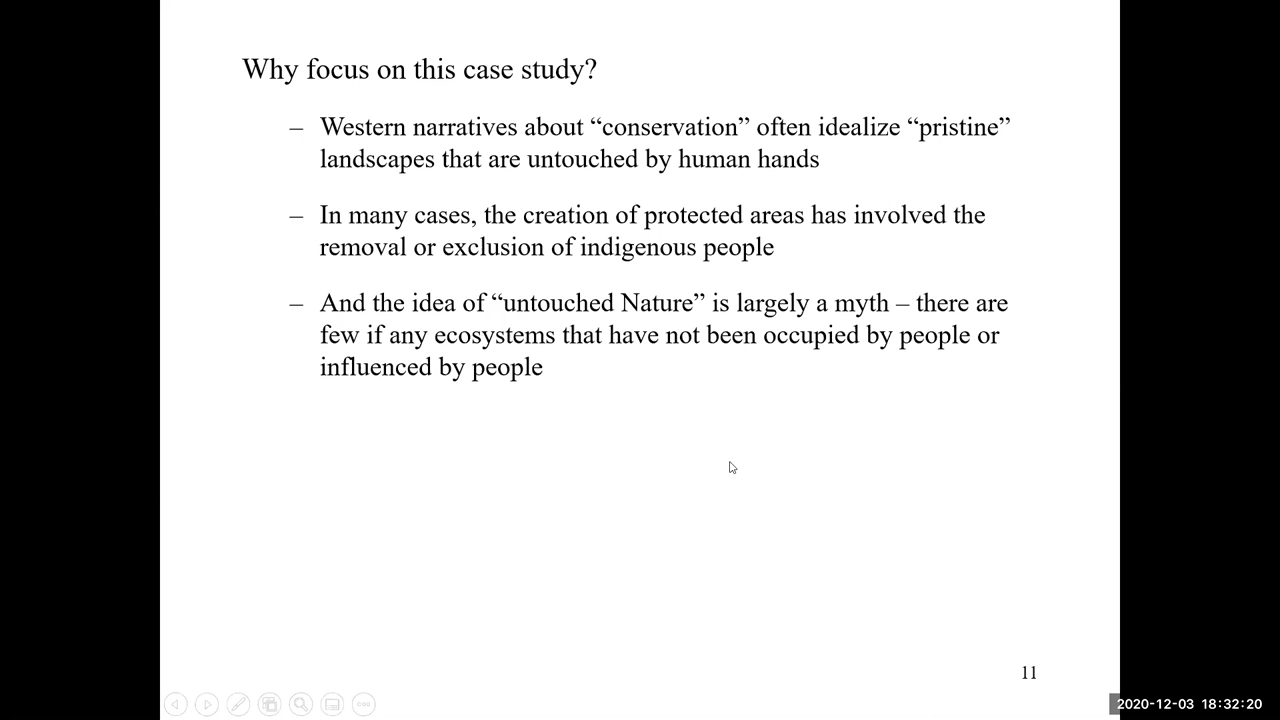 Why focus on this case study?
– Western narratives about “conservation” often idealize “pristine”
landscapes that are untouched by human hands
– In many cases, the creation of protected areas has involved the
removal or exclusion of indigenous people
– And the idea of “untouched Nature” is largely a myth – there are
few if any ecosystems that have not been occupied by people or
influenced by people
11
2020-12-03 18:32:20